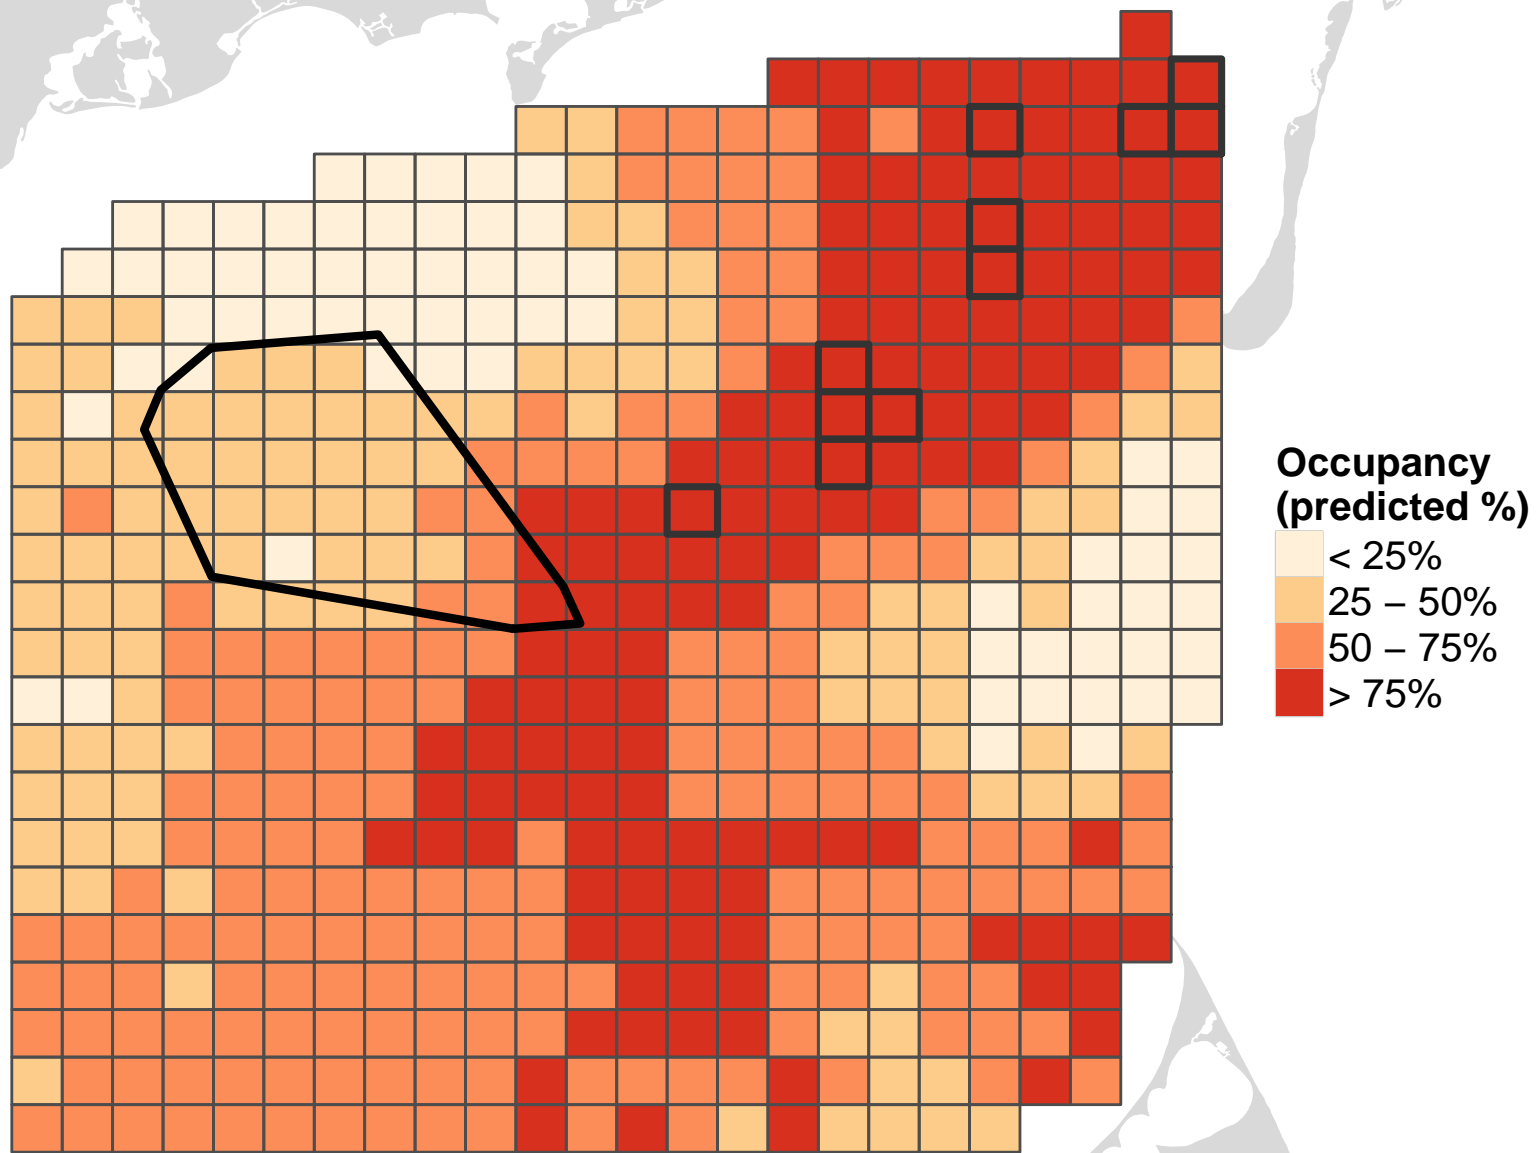 Occupancy
(predicted %)
< 25%
25 – 50%
50 – 75%
> 75%